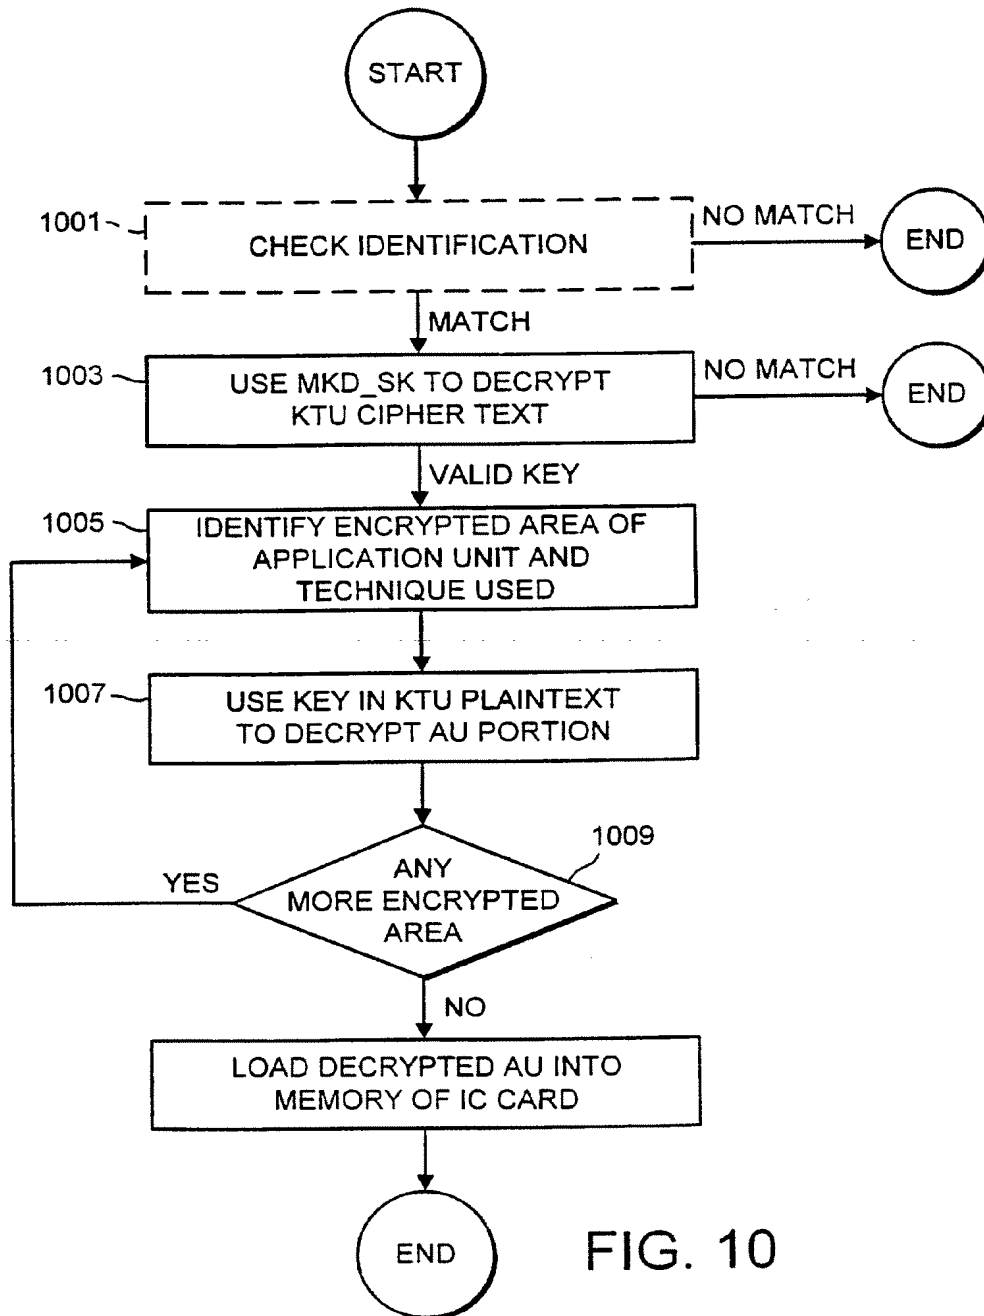 START
1001
CHECK IDENTIFICATION
NO MATCH
END
MATCH
1003
USE MKD_SK TO DECRYPT
KTU CIPHER TEXT
NO MATCH
END
VALID KEY
1005
IDENTIFY ENCRYPTED AREA OF
APPLICATION UNIT AND
TECHNIQUE USED
1007
USE KEY IN KTU PLAINTEXT
TO DECRYPT AU PORTION
1009
ANY
MORE ENCRYPTED
AREA
YES
NO
LOAD DECRYPTED AU INTO
MEMORY OF IC CARD
END
FIG. 10